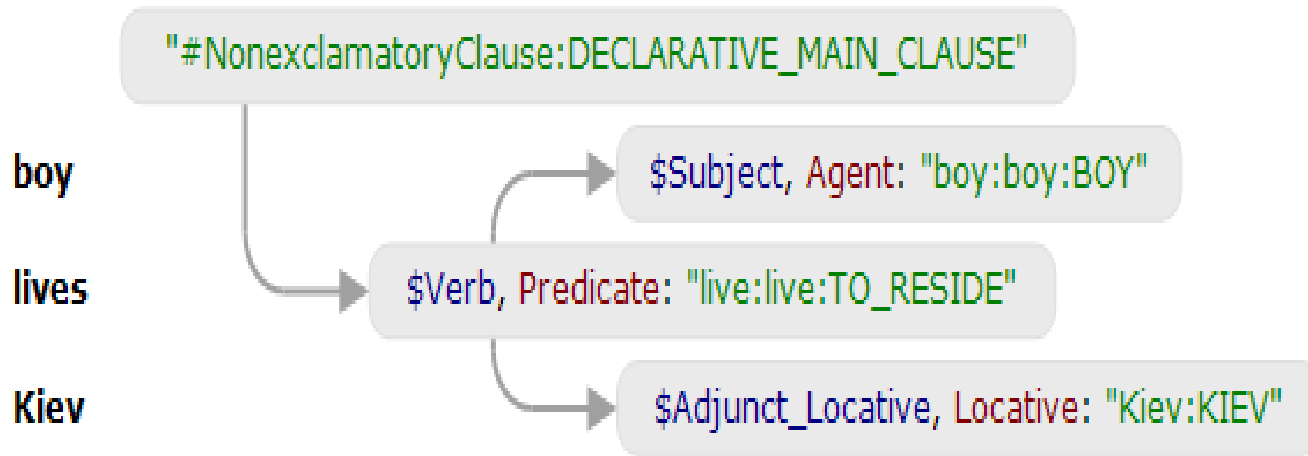 "#NonexclamatoryClause:DECLARATIVE_MAIN_CLAUSE"
boy $Subject, Agent: "boy:boy:BOY"
lives $Verb, Predicate: "live:live:TO_RESIDE"
Kiev $Adjunct_Locative, Locative: "Kiev:KIEV"